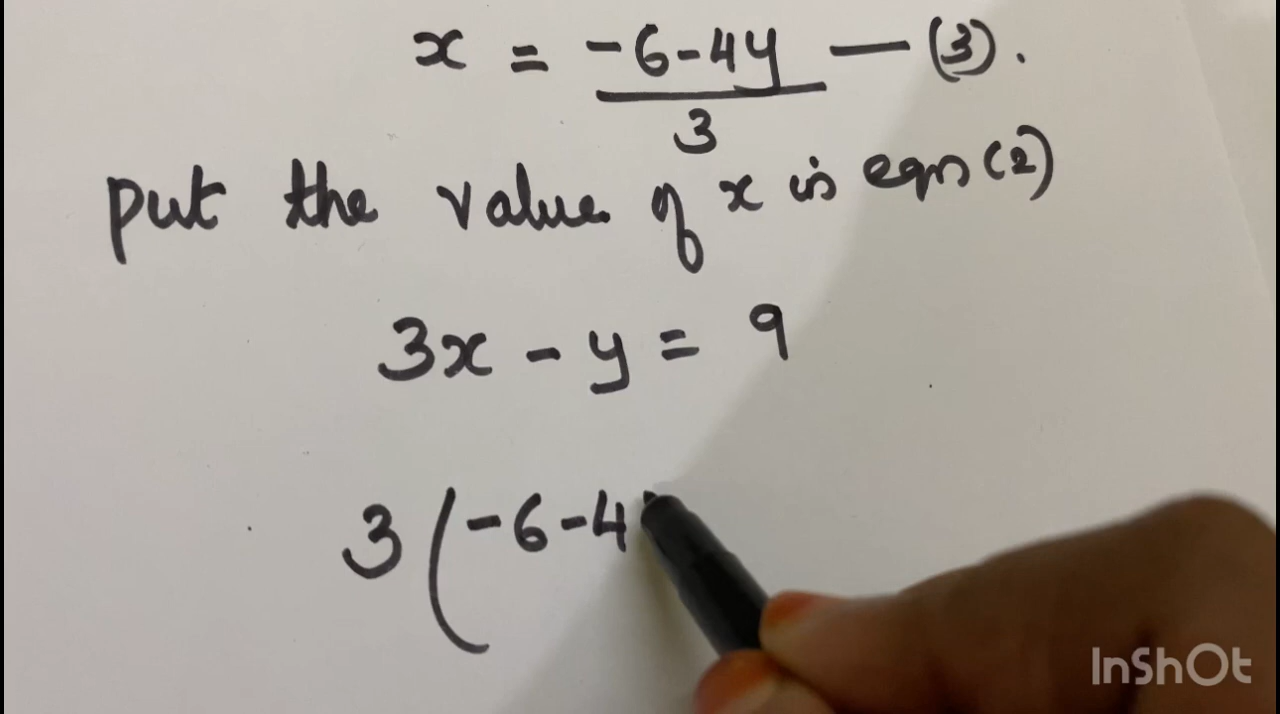 x = -6-4y — (3).
3
put the value of x in eqn (2)
3x - y = 9
3(-6-4
InShOt